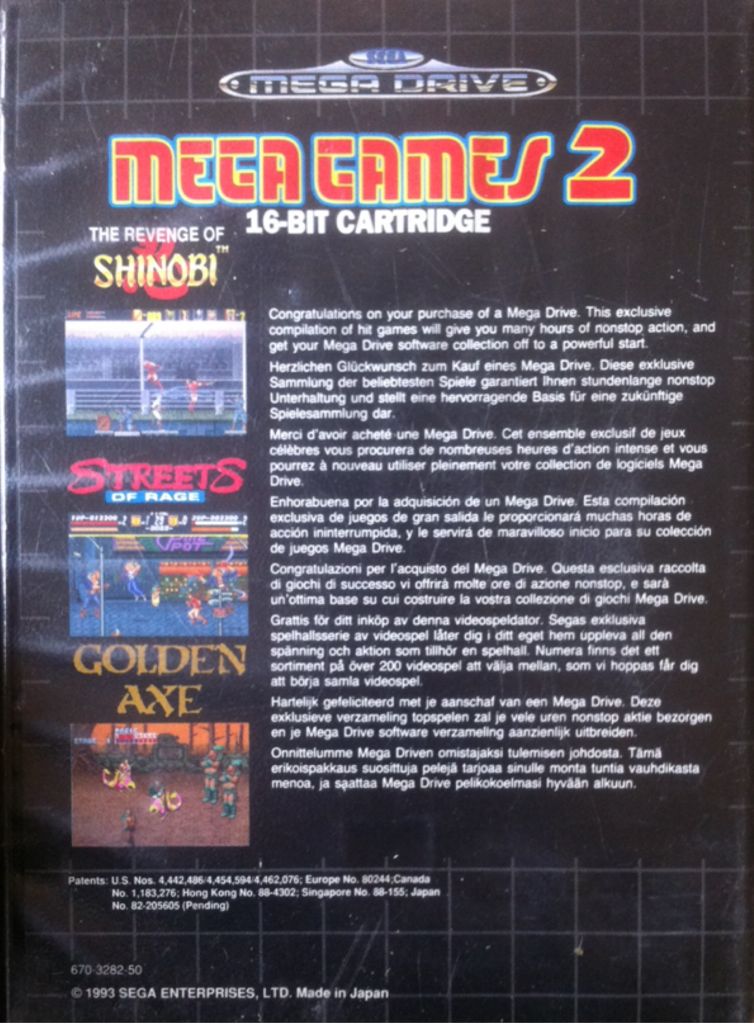 SEGA
MEGA DRIVE
MEGA GAMES 2
16-BIT CARTRIDGE
THE REVENGE OF
SHINOBI™
Congratulations on your purchase of a Mega Drive. This exclusive
compilation of hit games will give you many hours of nonstop action, and
get your Mega Drive software collection off to a powerful start.
Herzlichen Glückwunsch zum Kauf eines Mega Drive. Diese exklusive
Sammlung der beliebtesten Spiele garantiert Ihnen stundenlange nonstop
Unterhaltung und stellt eine hervorragende Basis für eine zukünftige
Spielesammlung dar.
Merci d'avoir acheté une Mega Drive. Cet ensemble exclusif de jeux
célèbres vous procurera de nombreuses heures d'action intense et vous
pourrez à nouveau utiliser pleinement votre collection de logiciels Mega
Drive.
STREETS
OF RAGE
Enhorabuena por la adquisición de un Mega Drive. Esta compilación
exclusiva de juegos de gran salida le proporcionará muchas horas de
acción ininterrumpida, y le servirá de maravilloso inicio para su colección
de juegos Mega Drive.
Congratulazioni per l'acquisto del Mega Drive. Questa esclusiva raccolta
di giochi di successo vi offrirà molte ore di azione nonstop, e sarà
un'ottima base su cui costruire la vostra collezione di giochi Mega Drive.
Grattis för ditt inköp av denna videospeldator. Segas exklusiva
spelhallsserie av videospel låter dig i ditt eget hem uppleva all den
spänning och aktion som tillhör en spelhall. Numera finns det ett
sortiment på över 200 videospel att välja mellan, som vi hoppas får dig
att börja samla videospel.
GOLDEN
AXE
Hartelijk gefeliciteerd met je aanschaf van een Mega Drive. Deze
exklusieve verzameling topspelen zal je vele uren nonstop aktie bezorgen
en je Mega Drive software verzameling aanzienlijk uitbreiden.
Onnittelumme Mega Driven omistajaksi tulemisen johdosta. Tämä
erikoispakkaus suosittuja pelejä tarjoaa sinulle monta tuntia vauhdikasta
menoa, ja saattaa Mega Drive pelikokoelmasi hyvään alkuun.
Patents: U.S. Nos. 4,442,486/4,454,594/4,462,076; Europe No. 80244;Canada
No. 1,183,276; Hong Kong No. 88-4302; Singapore No. 88-155; Japan
No. 82-205605 (Pending)
670-3282-50
© 1993 SEGA ENTERPRISES, LTD. Made in Japan